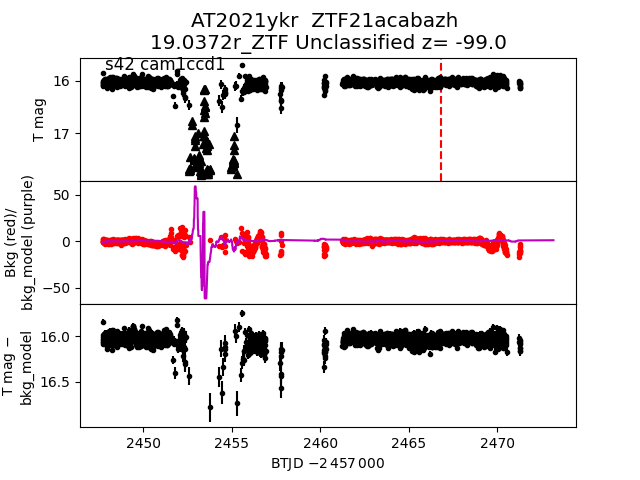 AT2021ykr  ZTF21acabazh
19.0372r_ZTF Unclassified z= -99.0
s42 cam1ccd1
16
17
T mag
50
0
−50
Bkg (red)/
bkg_model (purple)
16.0
16.5
T mag −
bkg_model
2450 2455 2460 2465 2470
BTJD −2 457 000